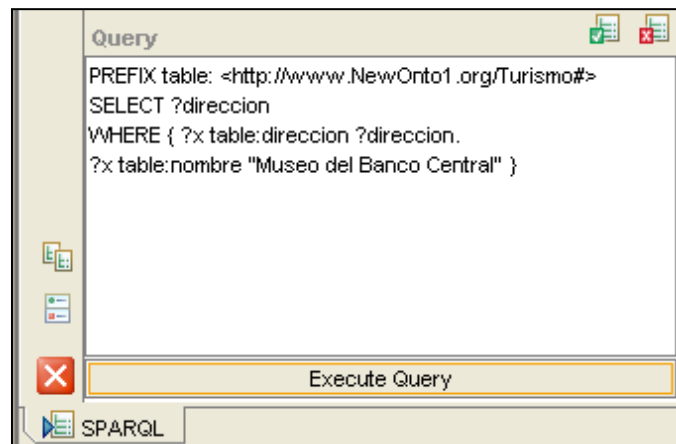 Query
PREFIX table: <http://www.NewOnto1.org/Turismo#>
SELECT ?direccion
WHERE { ?x table:direccion ?direccion.
?x table:nombre "Museo del Banco Central" }
Execute Query
SPARQL